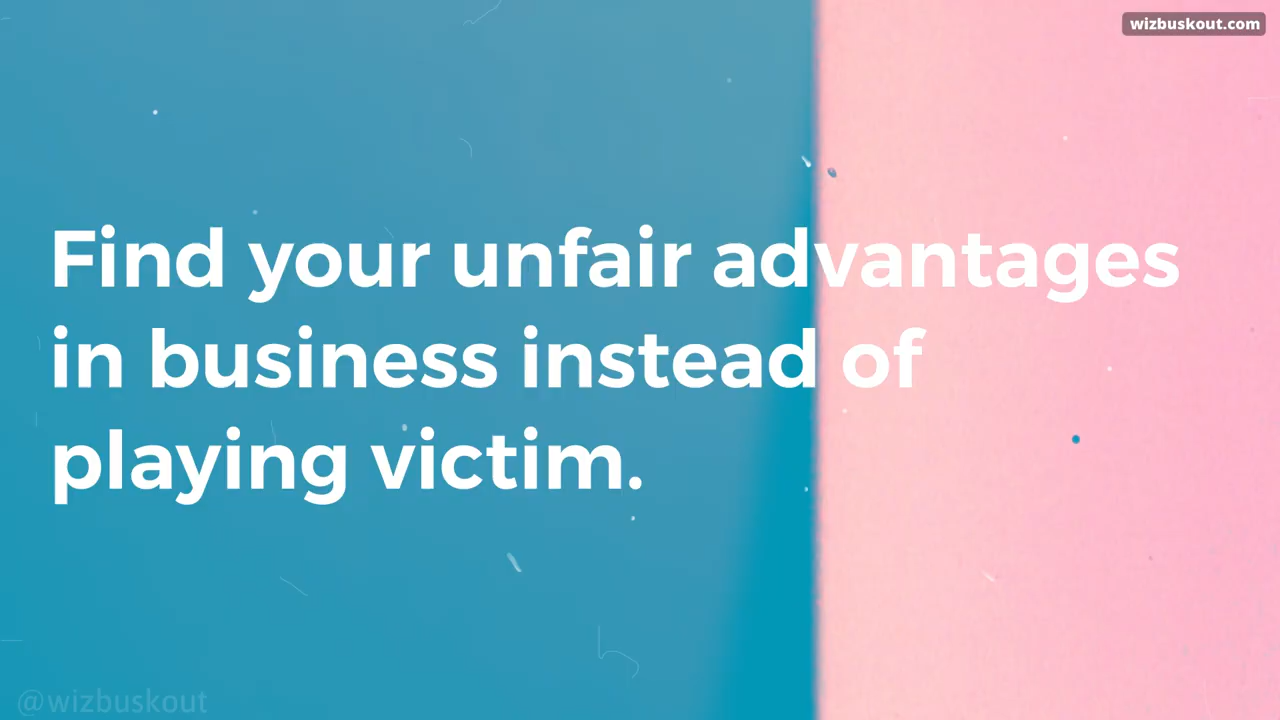 wizbuskout.com
Find your unfair advantages
in business instead of
playing victim.
@wizbuskout